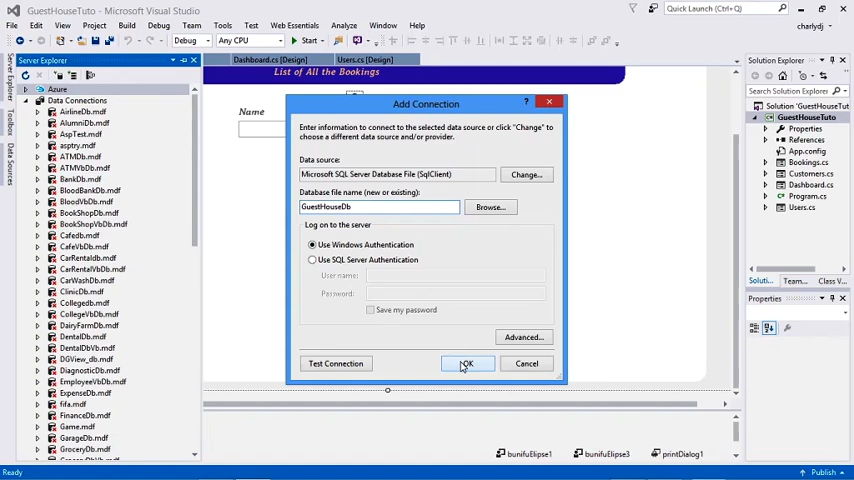 GuestHouseTuto - Microsoft Visual Studio
Quick Launch (Ctrl+Q)
File Edit View Project Build Debug Team Tools Test Web Essentials Analyze Window Help
charlydj
Debug Any CPU Start
Server Explorer
Dashboard.cs [Design] Users.cs [Design]
Solution Explorer
Server Explorer
Toolbox
Data Sources
Azure
Data Connections
AirlineDb.mdf
AlumniDb.mdf
AspTest.mdf
asptry.mdf
ATMDb.mdf
ATMVbDb.mdf
BankDb.mdf
BloodBankDb.mdf
BloodVbDb.mdf
BookShopDb.mdf
BookShopVbDb.mdf
Cafedb.mdf
CafeVbDb.mdf
CarRentaldb.mdf
CarRentVbDb.mdf
CarWashDb.mdf
ClinicDb.mdf
Collegedb.mdf
CollegeVbDb.mdf
DairyFarmDb.mdf
DentalDb.mdf
DentalDbVb.mdf
DGView_db.mdf
DiagnosticDb.mdf
EmployeeVbDb.mdf
ExpenseDb.mdf
fifa.mdf
FinanceDb.mdf
Game.mdf
GarageDb.mdf
GroceryDb.mdf
List of All the Bookings
Name
Add Connection
Enter information to connect to the selected data source or click "Change" to
choose a different data source and/or provider.
Data source:
Microsoft SQL Server Database File (SqlClient)
Change...
Database file name (new or existing):
GuestHouseDb
Browse...
Log on to the server
Use Windows Authentication
Use SQL Server Authentication
User name:
Password:
Save my password
Advanced...
Test Connection OK Cancel
Search Solution Explorer
Solution 'GuestHouseTuto
GuestHouseTuto
Properties
References
App.config
Bookings.cs
Customers.cs
Dashboard.cs
Program.cs
Users.cs
Soluti... Team... Class V...
Properties
bunifuElipse1 bunifuElipse3 printDialog1
Ready
Publish